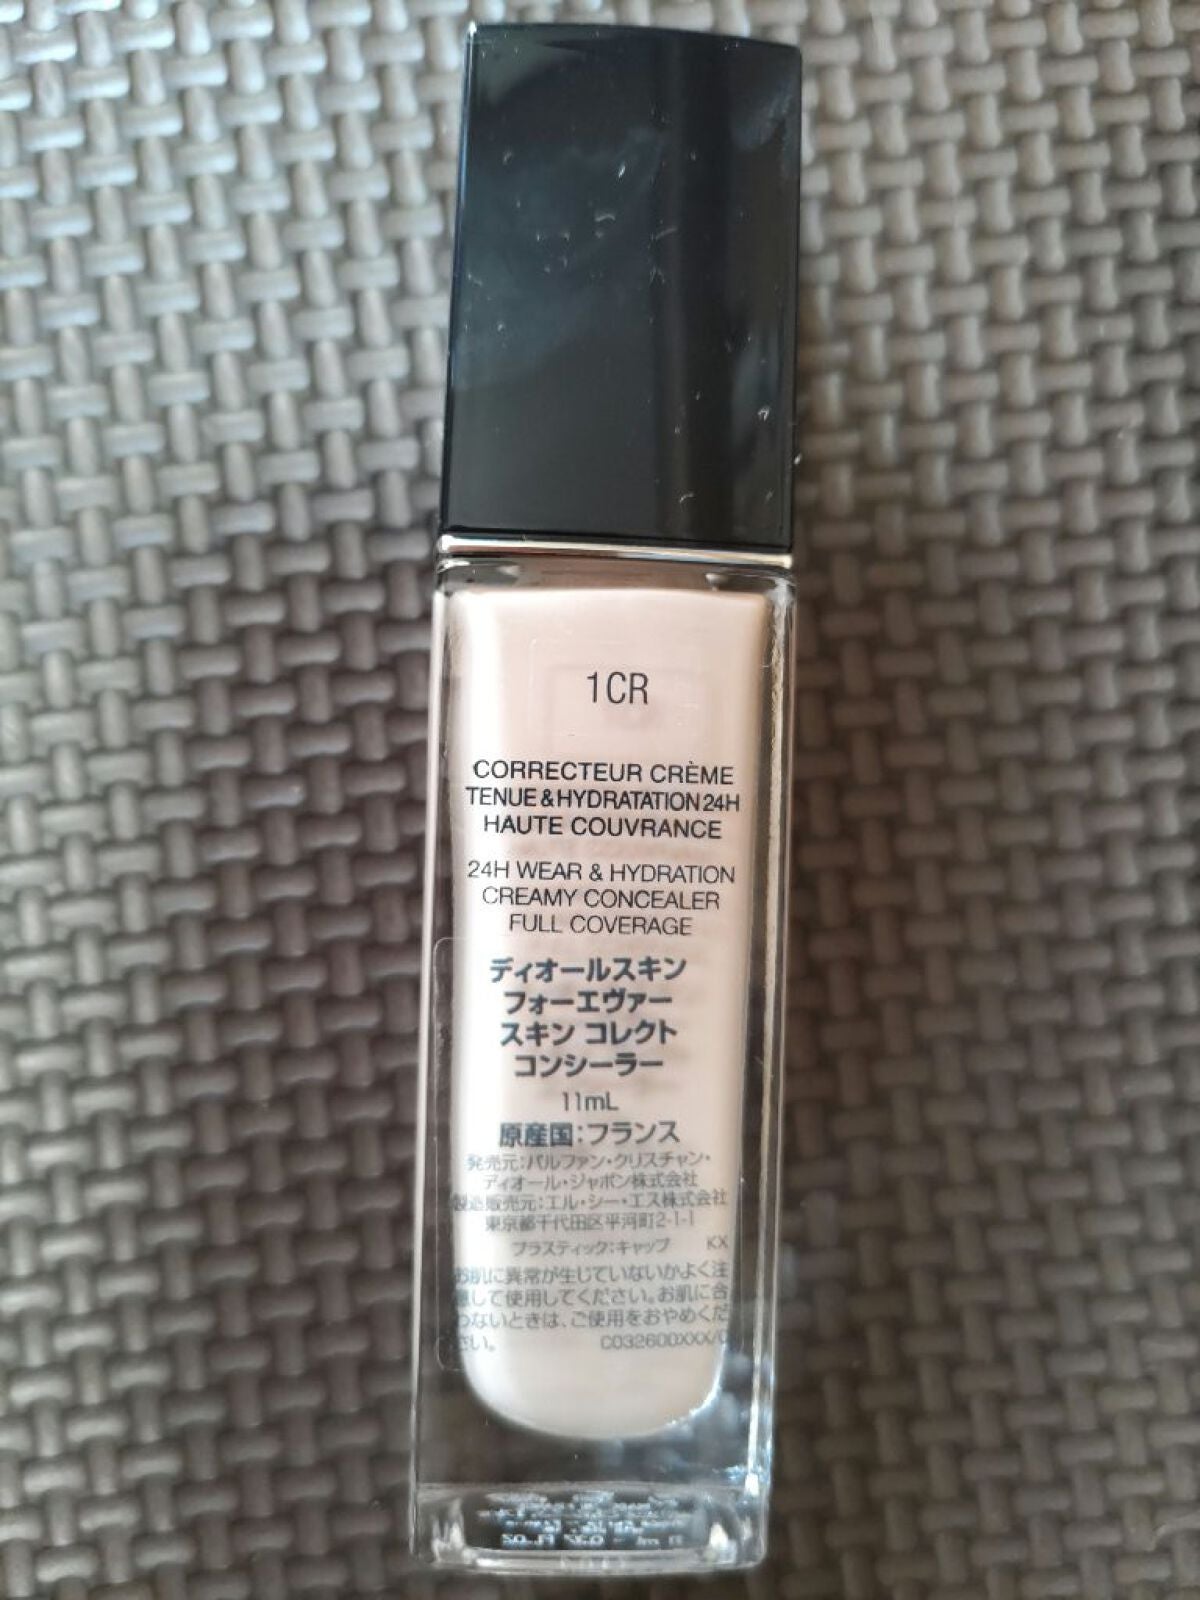 1CR
CORRECTEUR CRÈME
TENUE & HYDRATATION 24H
HAUTE COUVRANCE
24H WEAR & HYDRATION
CREAMY CONCEALER
FULL COVERAGE
ディオールスキン
フォーエヴァー
スキン コレクト
コンシーラー
11mL
原産国:フランス
発売元:パルファン・クリスチャン・
ディオール・ジャポン株式会社
製造販売元:エル・シー・エス株式会社
東京都千代田区平河町2-1-1
プラスティック:キャップ KX
お肌に異常が生じていないかよく注
意して使用してください。お肌に合
わないときは、ご使用をおやめくだ
さい。 C032600XXX/0